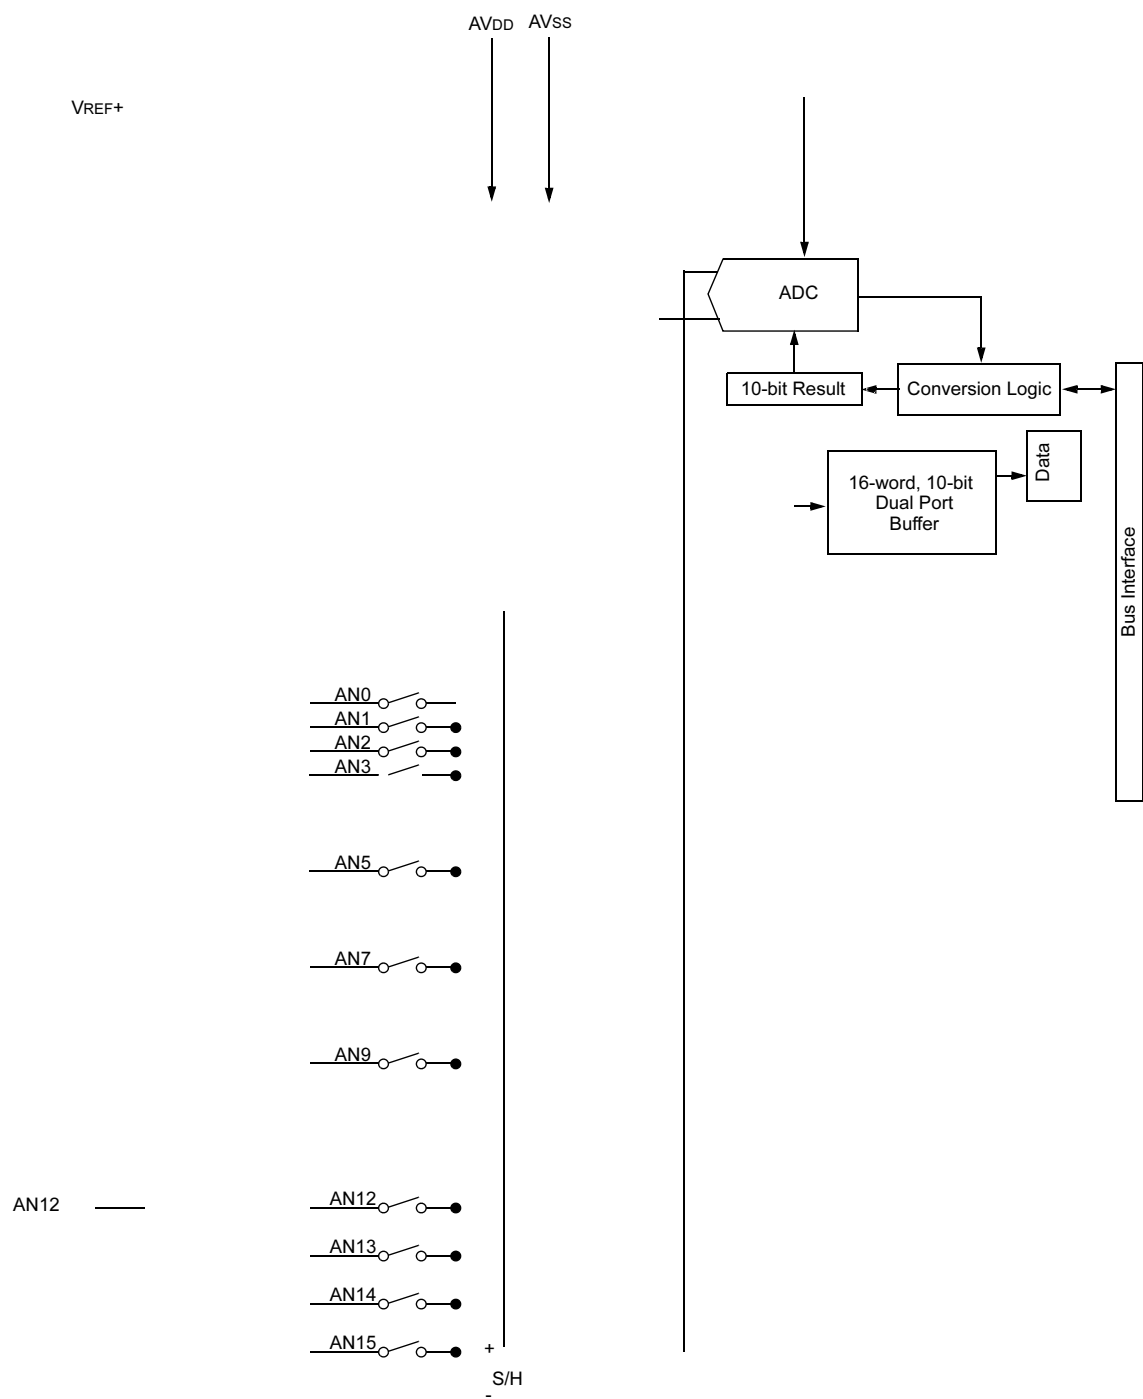 AVDD AVSS
VREF+
ADC
10-bit Result
Conversion Logic
Data
16-word, 10-bit
Dual Port
Buffer
Bus Interface
AN0
AN1
AN2
AN3
AN5
AN7
AN9
AN12
AN12
AN13
AN14
AN15
+
S/H
-